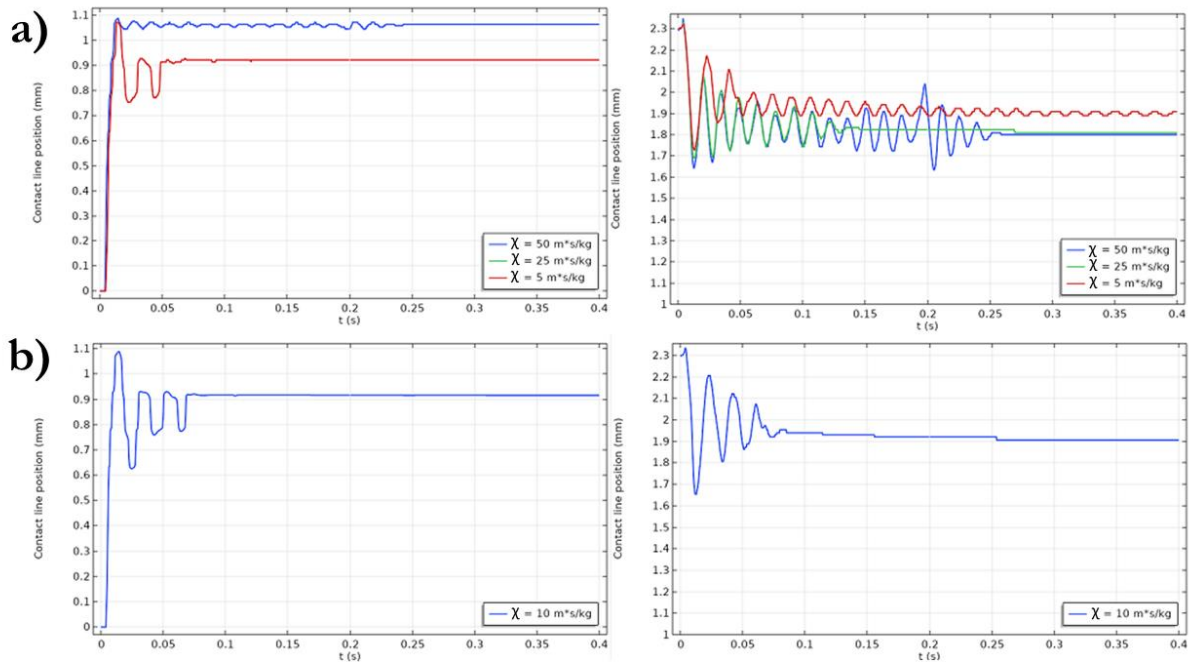 a)
Contact line position (mm)
1.1
1
0.9
0.8
0.7
0.6
0.5
0.4
0.3
0.2
0.1
0
0 0.05 0.1 0.15 0.2 0.25 0.3 0.35 0.4
t (s)
χ = 50 m*s/kg
χ = 25 m*s/kg
χ = 5 m*s/kg
Contact line position (mm)
2.3
2.2
2.1
2
1.9
1.8
1.7
1.6
1.5
1.4
1.3
1.2
1.1
1
0 0.05 0.1 0.15 0.2 0.25 0.3 0.35 0.4
t (s)
χ = 50 m*s/kg
χ = 25 m*s/kg
χ = 5 m*s/kg
b)
Contact line position (mm)
1.1
1
0.9
0.8
0.7
0.6
0.5
0.4
0.3
0.2
0.1
0
0 0.05 0.1 0.15 0.2 0.25 0.3 0.35 0.4
t (s)
χ = 10 m*s/kg
Contact line position (mm)
2.3
2.2
2.1
2
1.9
1.8
1.7
1.6
1.5
1.4
1.3
1.2
1.1
1
0 0.05 0.1 0.15 0.2 0.25 0.3 0.35 0.4
t (s)
χ = 10 m*s/kg